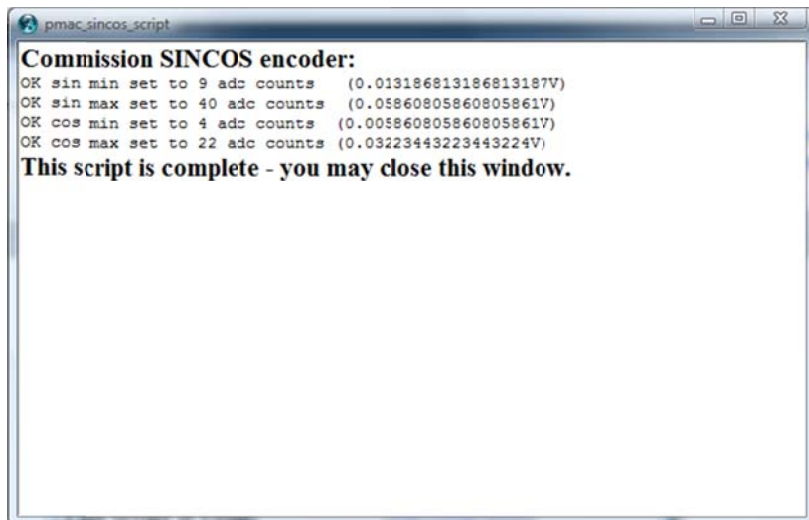 pmac_sincos_script
Commission SINCOS encoder:
OK sin min set to 9 adc counts (0.013186813186813187V)
OK sin max set to 40 adc counts (0.05860805860805861V)
OK cos min set to 4 adc counts (0.005860805860805861V)
OK cos max set to 22 adc counts (0.03223443223443224V)
This script is complete - you may close this window.